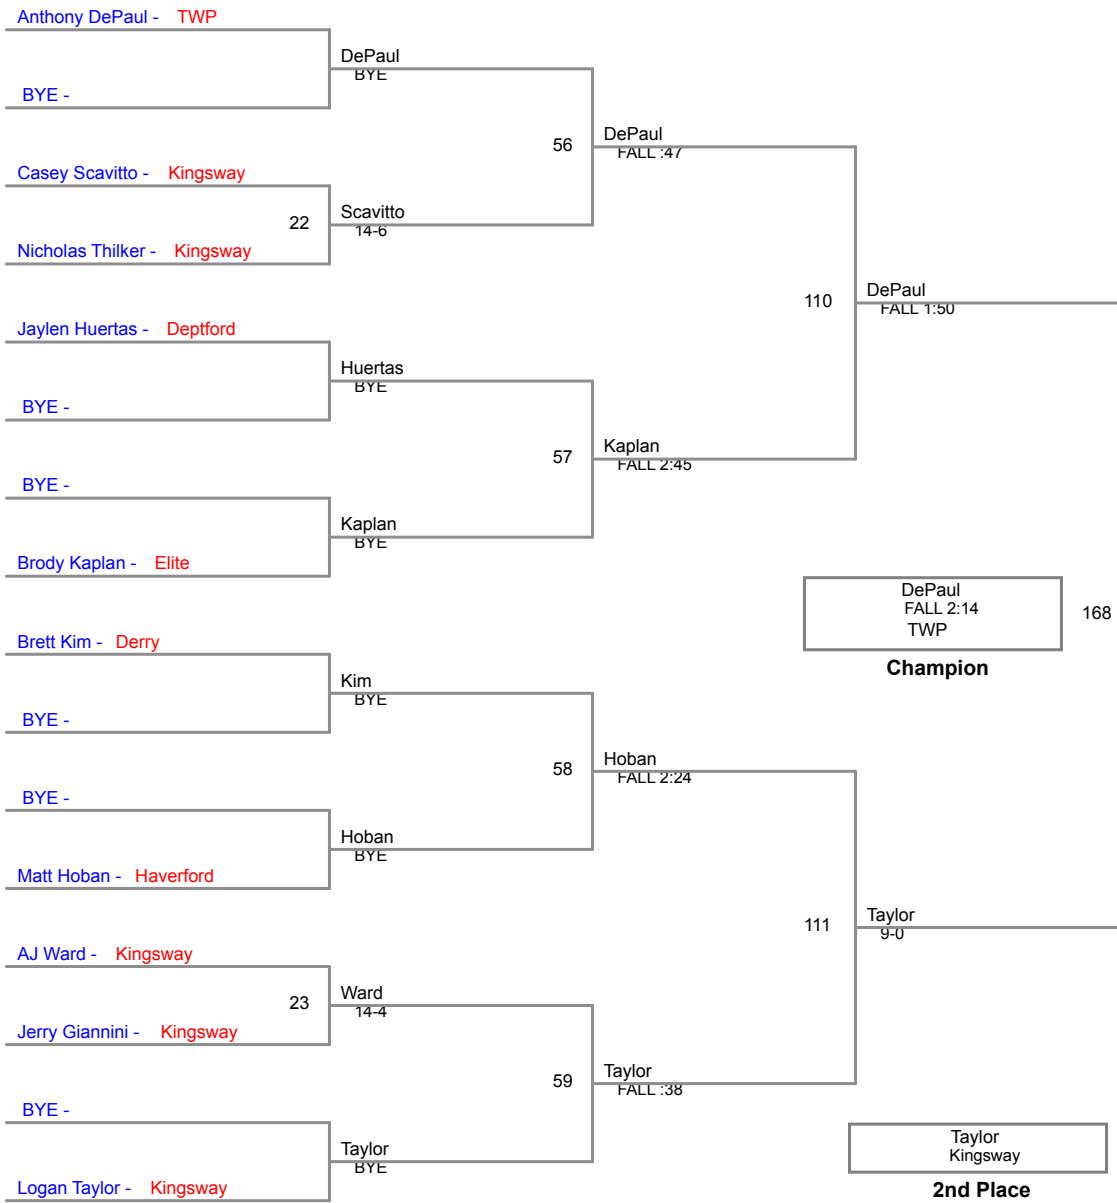 Anthony DePaul - TWP
DePaul
BYE
BYE -
56
DePaul
FALL :47
Casey Scavitto - Kingsway
22
Scavitto
14-6
Nicholas Thilker - Kingsway
110
DePaul
FALL 1:50
Jaylen Huertas - Deptford
Huertas
BYE
BYE -
57
Kaplan
FALL 2:45
BYE -
Kaplan
BYE
Brody Kaplan - Elite
DePaul
FALL 2:14
TWP
168
Champion
Brett Kim - Derry
Kim
BYE
BYE -
58
Hoban
FALL 2:24
BYE -
Hoban
BYE
Matt Hoban - Haverford
111
Taylor
9-0
AJ Ward - Kingsway
23
Ward
14-4
Jerry Giannini - Kingsway
59
Taylor
FALL :38
BYE -
Taylor
BYE
Logan Taylor - Kingsway
Taylor
Kingsway
2nd Place